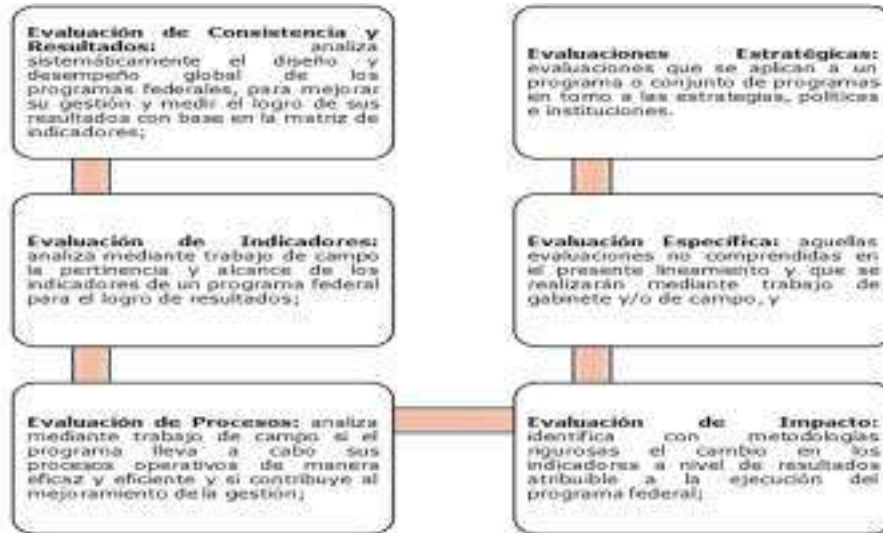 Evaluación de Consistencia y
Resultados: analiza
sistemáticamente el diseño y
desempeño global de los
programas federales, para mejorar
su gestión y medir el logro de sus
resultados con base en la matriz de
indicadores;
Evaluación de Indicadores:
analiza mediante trabajo de campo
la pertinencia y alcance de los
indicadores de un programa federal
para el logro de resultados;
Evaluación de Procesos: analiza
mediante trabajo de campo si el
programa lleva a cabo sus
procesos operativos de manera
eficaz y eficiente y si contribuye al
mejoramiento de la gestión;
Evaluación de Impacto:
identifica con metodologías
rigurosas el cambio en los
indicadores a nivel de resultados
atribuible a la ejecución del
programa federal;
Evaluación Específica: aquellas
evaluaciones no comprendidas en
el presente lineamiento y que se
realizarán mediante trabajo de
gabinete y/o de campo, y
Evaluaciones Estratégicas:
evaluaciones que se aplican a un
programa o conjunto de programas
en torno a las estrategias, políticas
e instituciones.